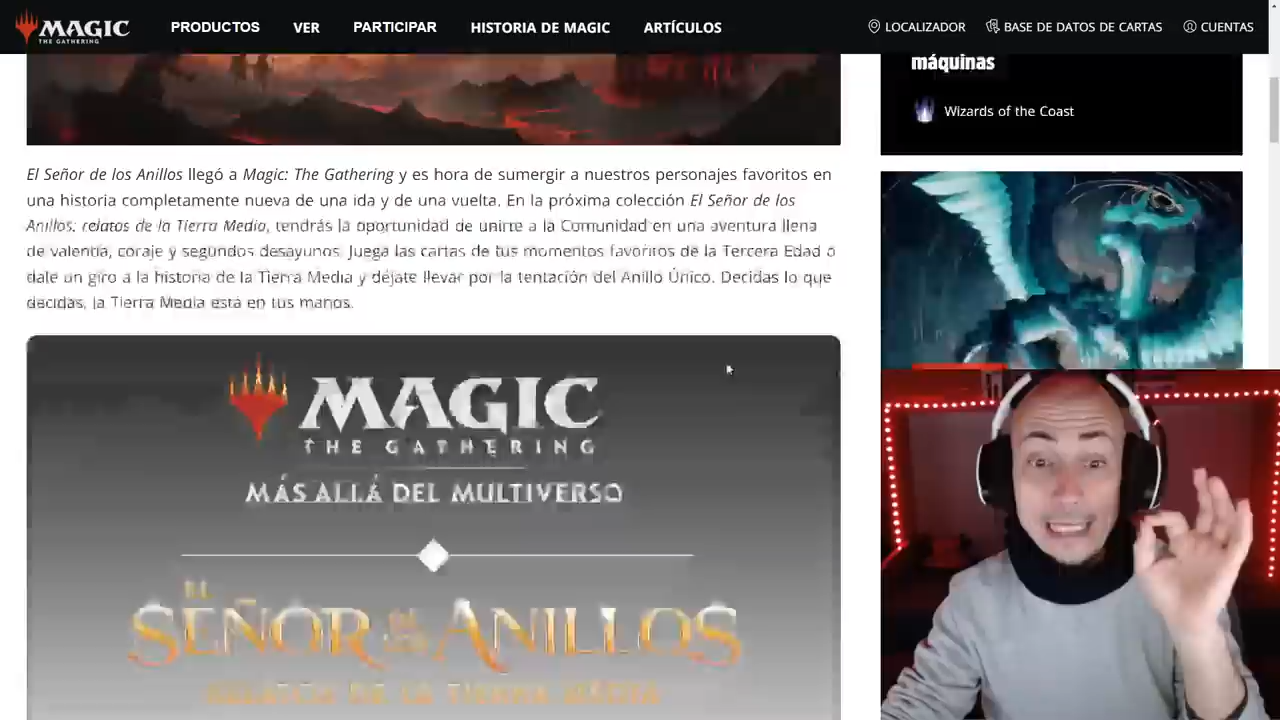 MAGIC
THE GATHERING
PRODUCTOS
VER
PARTICIPAR
HISTORIA DE MAGIC
ARTÍCULOS
LOCALIZADOR
BASE DE DATOS DE CARTAS
CUENTAS
máquinas
Wizards of the Coast
El Señor de los Anillos llegó a Magic: The Gathering y es hora de sumergir a nuestros personajes favoritos en
una historia completamente nueva de una ida y de una vuelta. En la próxima colección El Señor de los
Anillos: relatos de la Tierra Media, tendrás la oportunidad de unirte a la Comunidad en una aventura llena
de valentía, coraje y segundos desayunos. Juega las cartas de tus momentos favoritos de la Tercera Edad o
dale un giro a la historia de la Tierra Media y déjate llevar por la tentación del Anillo Único. Decidas lo que
decidas, la Tierra Media está en tus manos.
MAGIC
THE GATHERING
MÁS ALLÁ DEL MULTIVERSO
EL
SEÑOR DE LOS ANILLOS
RELATOS DE LA TIERRA MEDIA